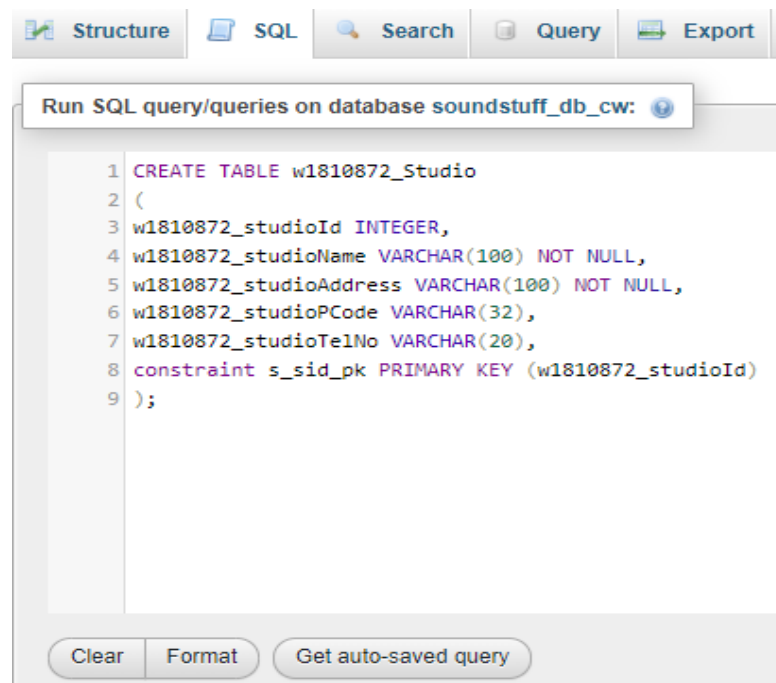 Structure SQL Search Query Export
Run SQL query/queries on database soundstuff_db_cw:
1 CREATE TABLE w1810872_Studio
2 (
3 w1810872_studioId INTEGER,
4 w1810872_studioName VARCHAR(100) NOT NULL,
5 w1810872_studioAddress VARCHAR(100) NOT NULL,
6 w1810872_studioPCode VARCHAR(32),
7 w1810872_studioTelNo VARCHAR(20),
8 constraint s_sid_pk PRIMARY KEY (w1810872_studioId)
9 );
Clear Format Get auto-saved query